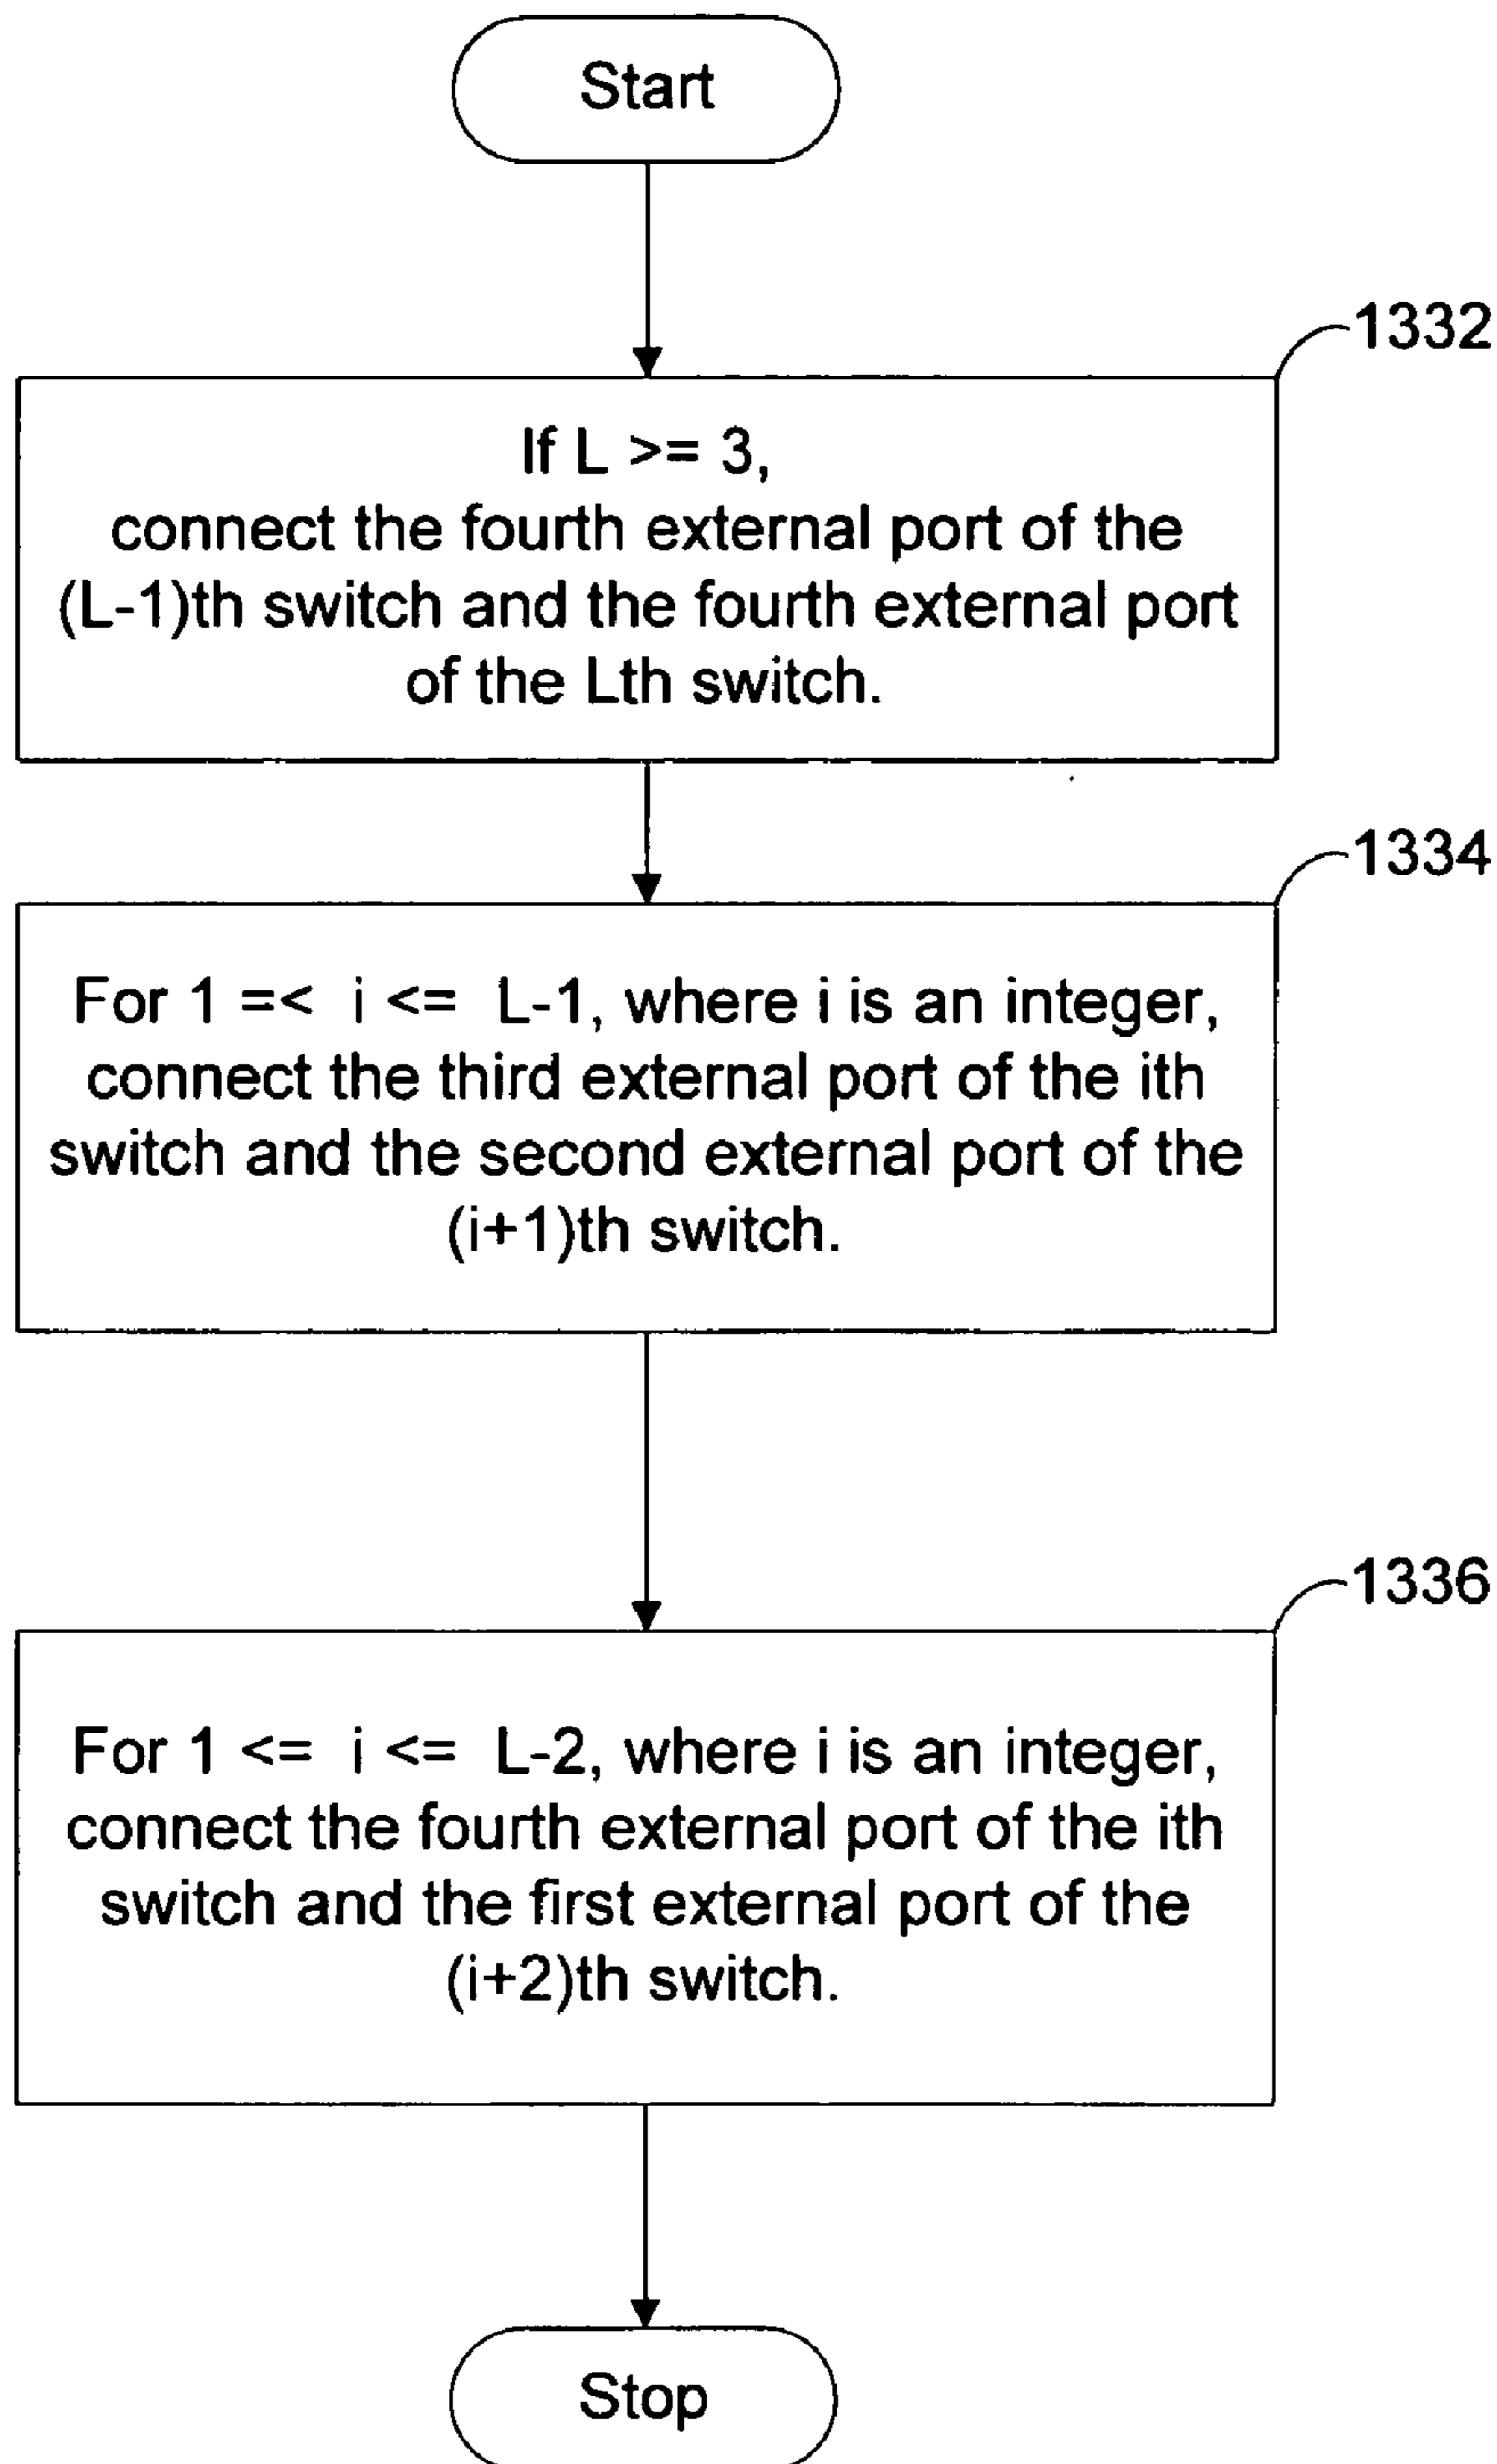 Start
1332
If L >= 3,
connect the fourth external port of the
(L-1)th switch and the fourth external port
of the Lth switch.
1334
For 1 =< i <= L-1, where i is an integer,
connect the third external port of the ith
switch and the second external port of the
(i+1)th switch.
1336
For 1 <= i <= L-2, where i is an integer,
connect the fourth external port of the ith
switch and the first external port of the
(i+2)th switch.
Stop